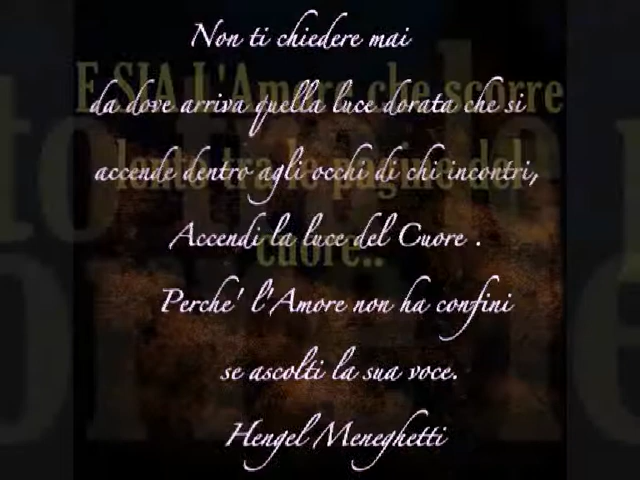 Non ti chiedere mai
da dove arriva quella luce dorata che si
accende dentro agli occhi di chi incontri,
Accendi la luce del Cuore .
Perche' l'Amore non ha confini
se ascolti la sua voce.
Hengel Meneghetti
E SIA L'Amore che scorre
lento tra le pagine del
cuore..